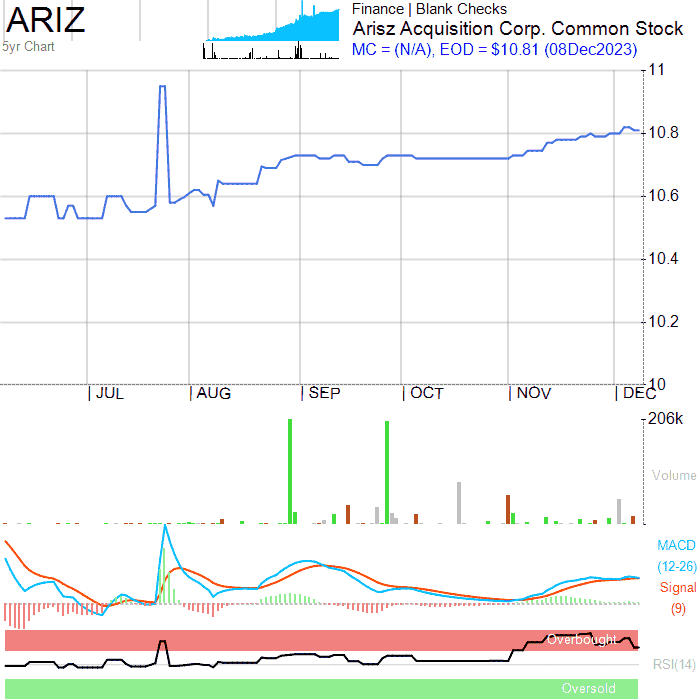 ARIZ
5yr Chart
Finance | Blank Checks
Arisz Acquisition Corp. Common Stock
MC = (N/A), EOD = $10.81 (08Dec2023)
11
10.8
10.6
10.4
10.2
10
JUL AUG SEP OCT NOV DEC
206k
Volume
MACD
(12-26)
Signal
(9)
Overbought
RSI(14)
Oversold